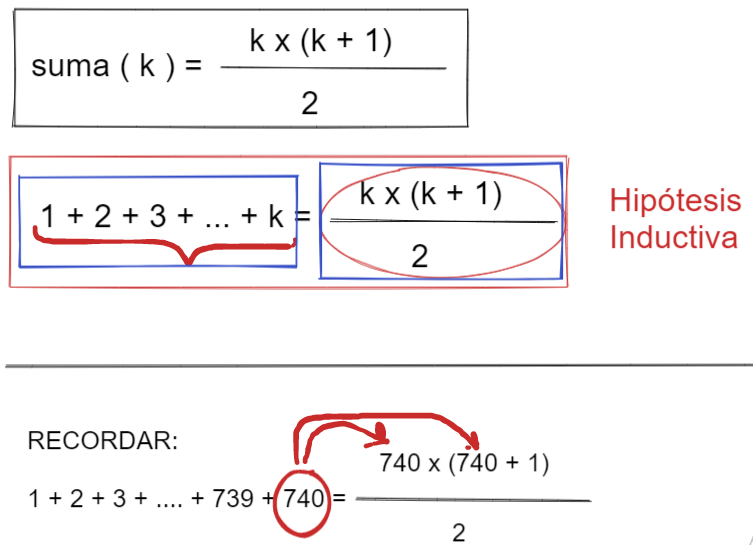 suma ( k ) = k x (k + 1)
2
1 + 2 + 3 + ... + k = k x (k + 1)
2
Hipótesis
Inductiva
RECORDAR:
1 + 2 + 3 + .... + 739 + 740 = 740 x (740 + 1)
2